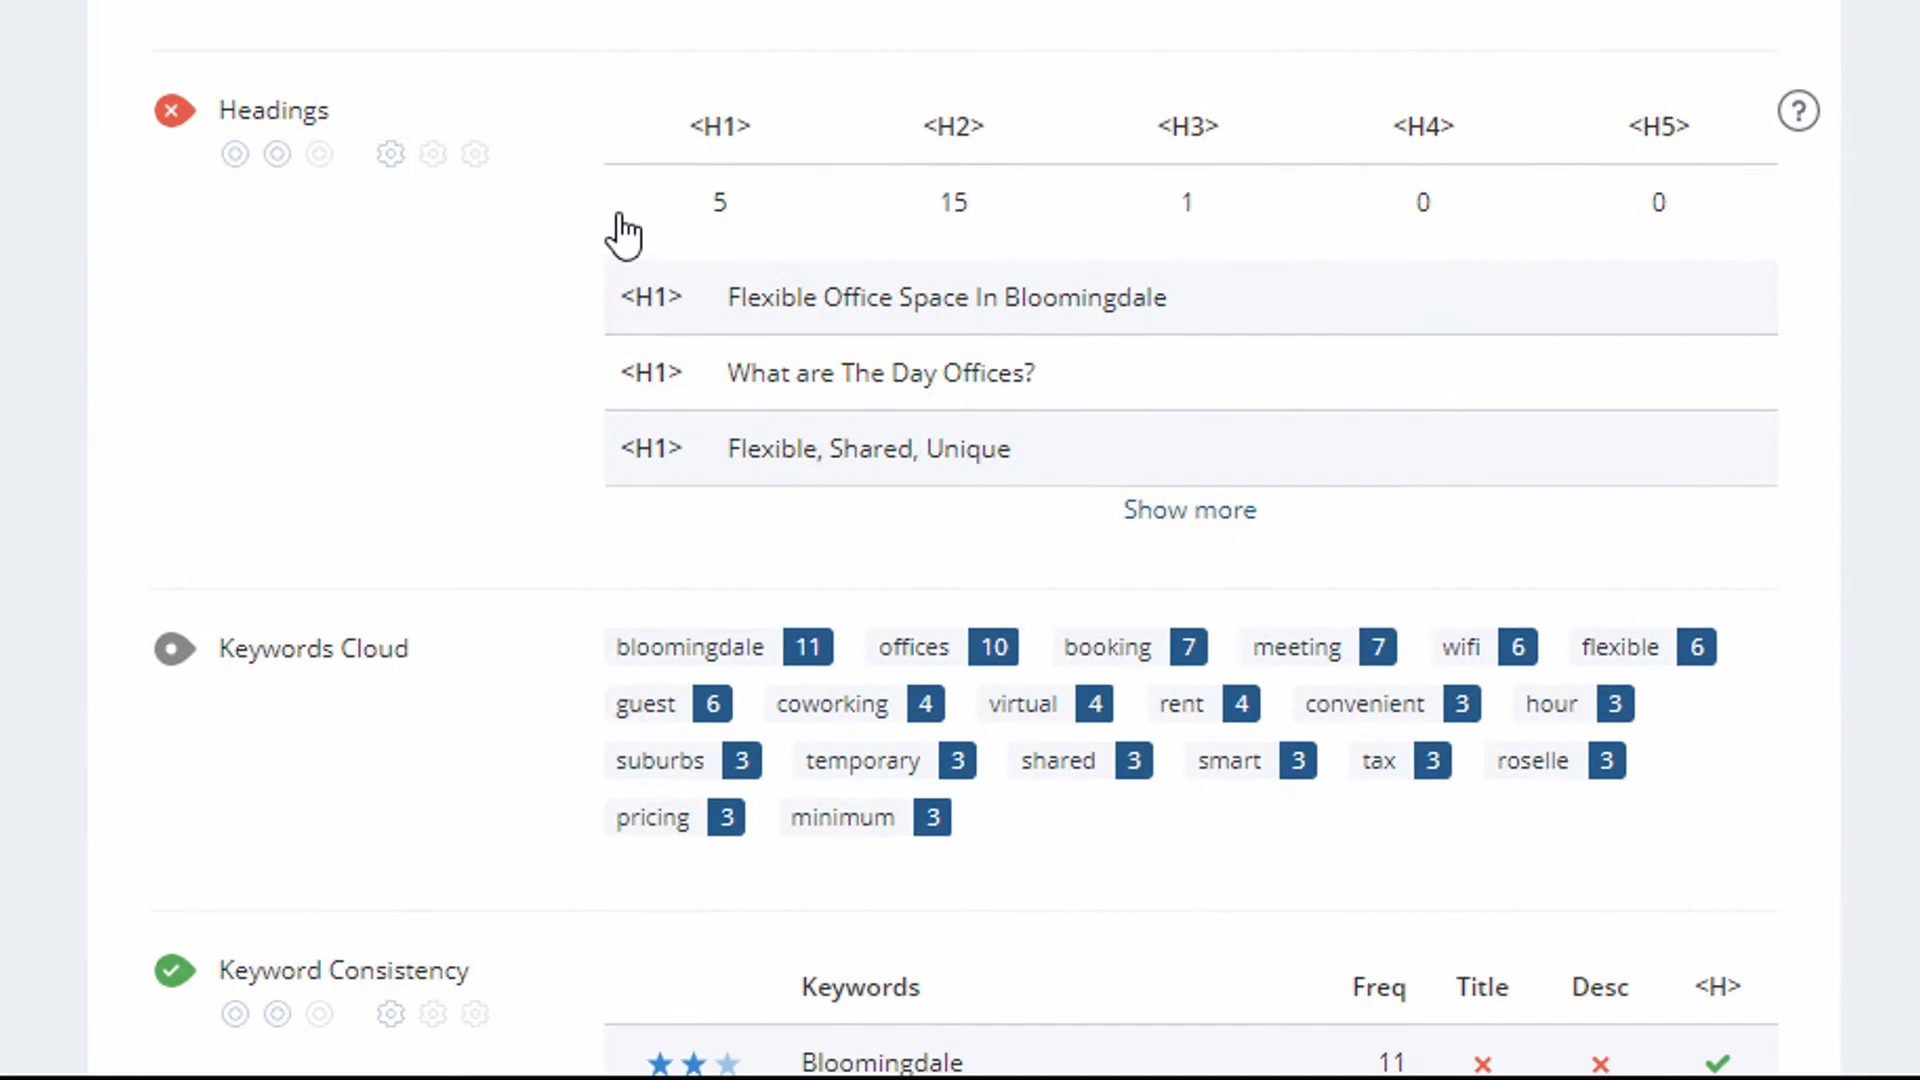 Headings
<H1> <H2> <H3> <H4> <H5>
?
5 15 1 0 0
<H1> Flexible Office Space In Bloomingdale
<H1> What are The Day Offices?
<H1> Flexible, Shared, Unique
Show more
Keywords Cloud
bloomingdale 11 offices 10 booking 7 meeting 7 wifi 6 flexible 6
guest 6 coworking 4 virtual 4 rent 4 convenient 3 hour 3
suburbs 3 temporary 3 shared 3 smart 3 tax 3 roselle 3
pricing 3 minimum 3
Keyword Consistency
Keywords Freq Title Desc <H>
Bloomingdale 11